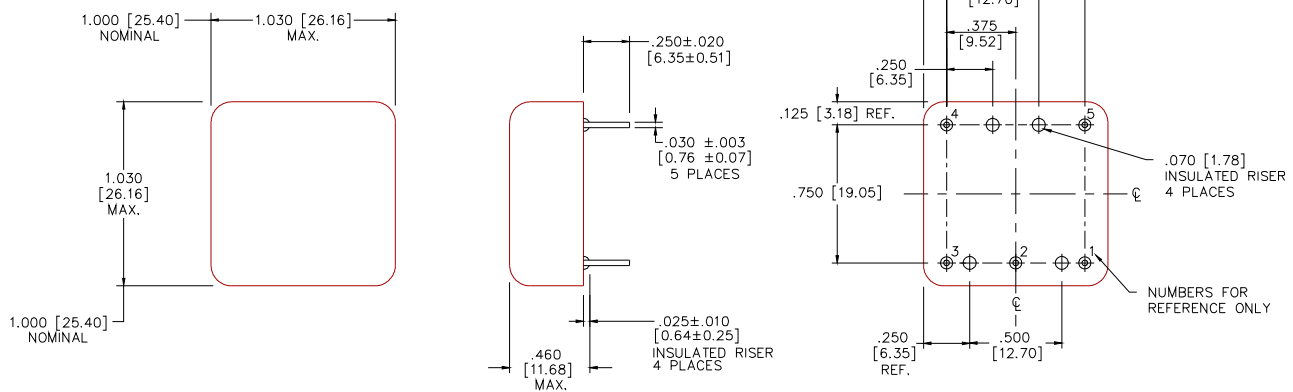 1.000 [25.40]
NOMINAL
1.030 [26.16]
MAX.
1.030
[26.16]
MAX.
1.000 [25.40]
NOMINAL
.250±.020
[6.35±0.51]
.030 ±.003
[0.76 ±0.07]
5 PLACES
.025±.010
[0.64±0.25]
INSULATED RISER
4 PLACES
.460
[11.68]
MAX.
[12.70]
.375
[9.52]
.250
[6.35]
.125 [3.18] REF.
4
5
.070 [1.78]
INSULATED RISER
4 PLACES
.750 [19.05]
℄
3
2
1
NUMBERS FOR
REFERENCE ONLY
℄
.250
[6.35]
REF.
.500
[12.70]